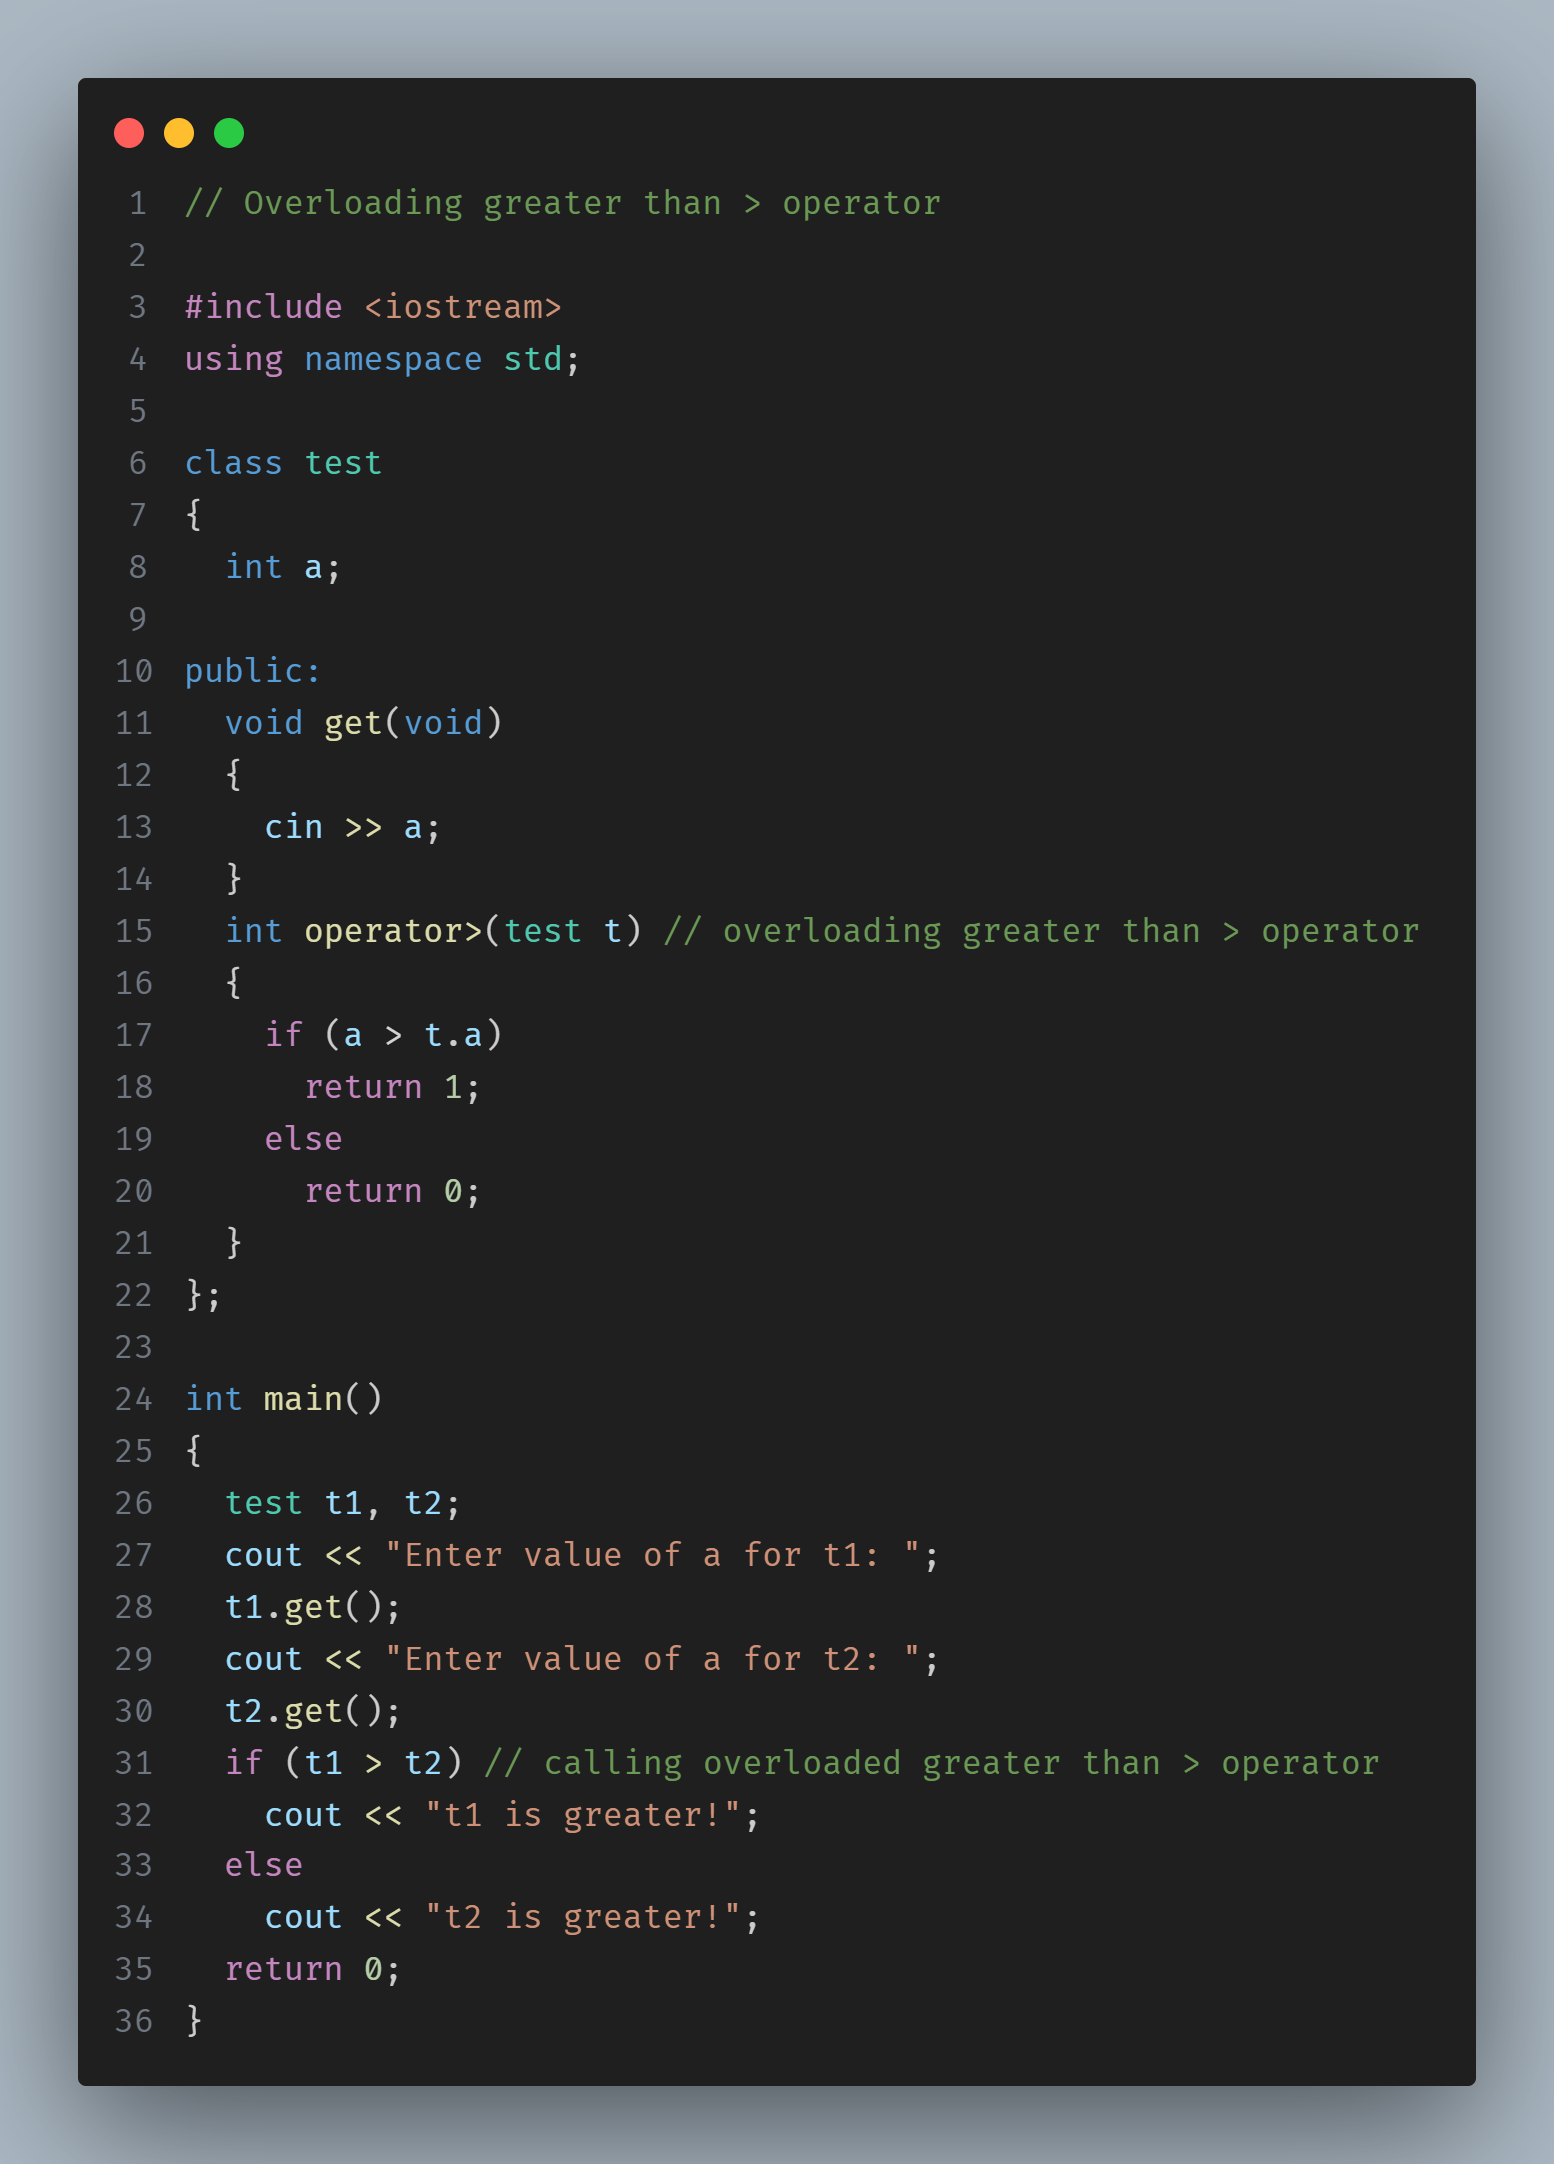 1 // Overloading greater than > operator
2
3 #include <iostream>
4 using namespace std;
5
6 class test
7 {
8   int a;
9
10 public:
11   void get(void)
12   {
13     cin >> a;
14   }
15   int operator>(test t) // overloading greater than > operator
16   {
17     if (a > t.a)
18       return 1;
19     else
20       return 0;
21   }
22 };
23
24 int main()
25 {
26   test t1, t2;
27   cout << "Enter value of a for t1: ";
28   t1.get();
29   cout << "Enter value of a for t2: ";
30   t2.get();
31   if (t1 > t2) // calling overloaded greater than > operator
32     cout << "t1 is greater!";
33   else
34     cout << "t2 is greater!";
35   return 0;
36 }